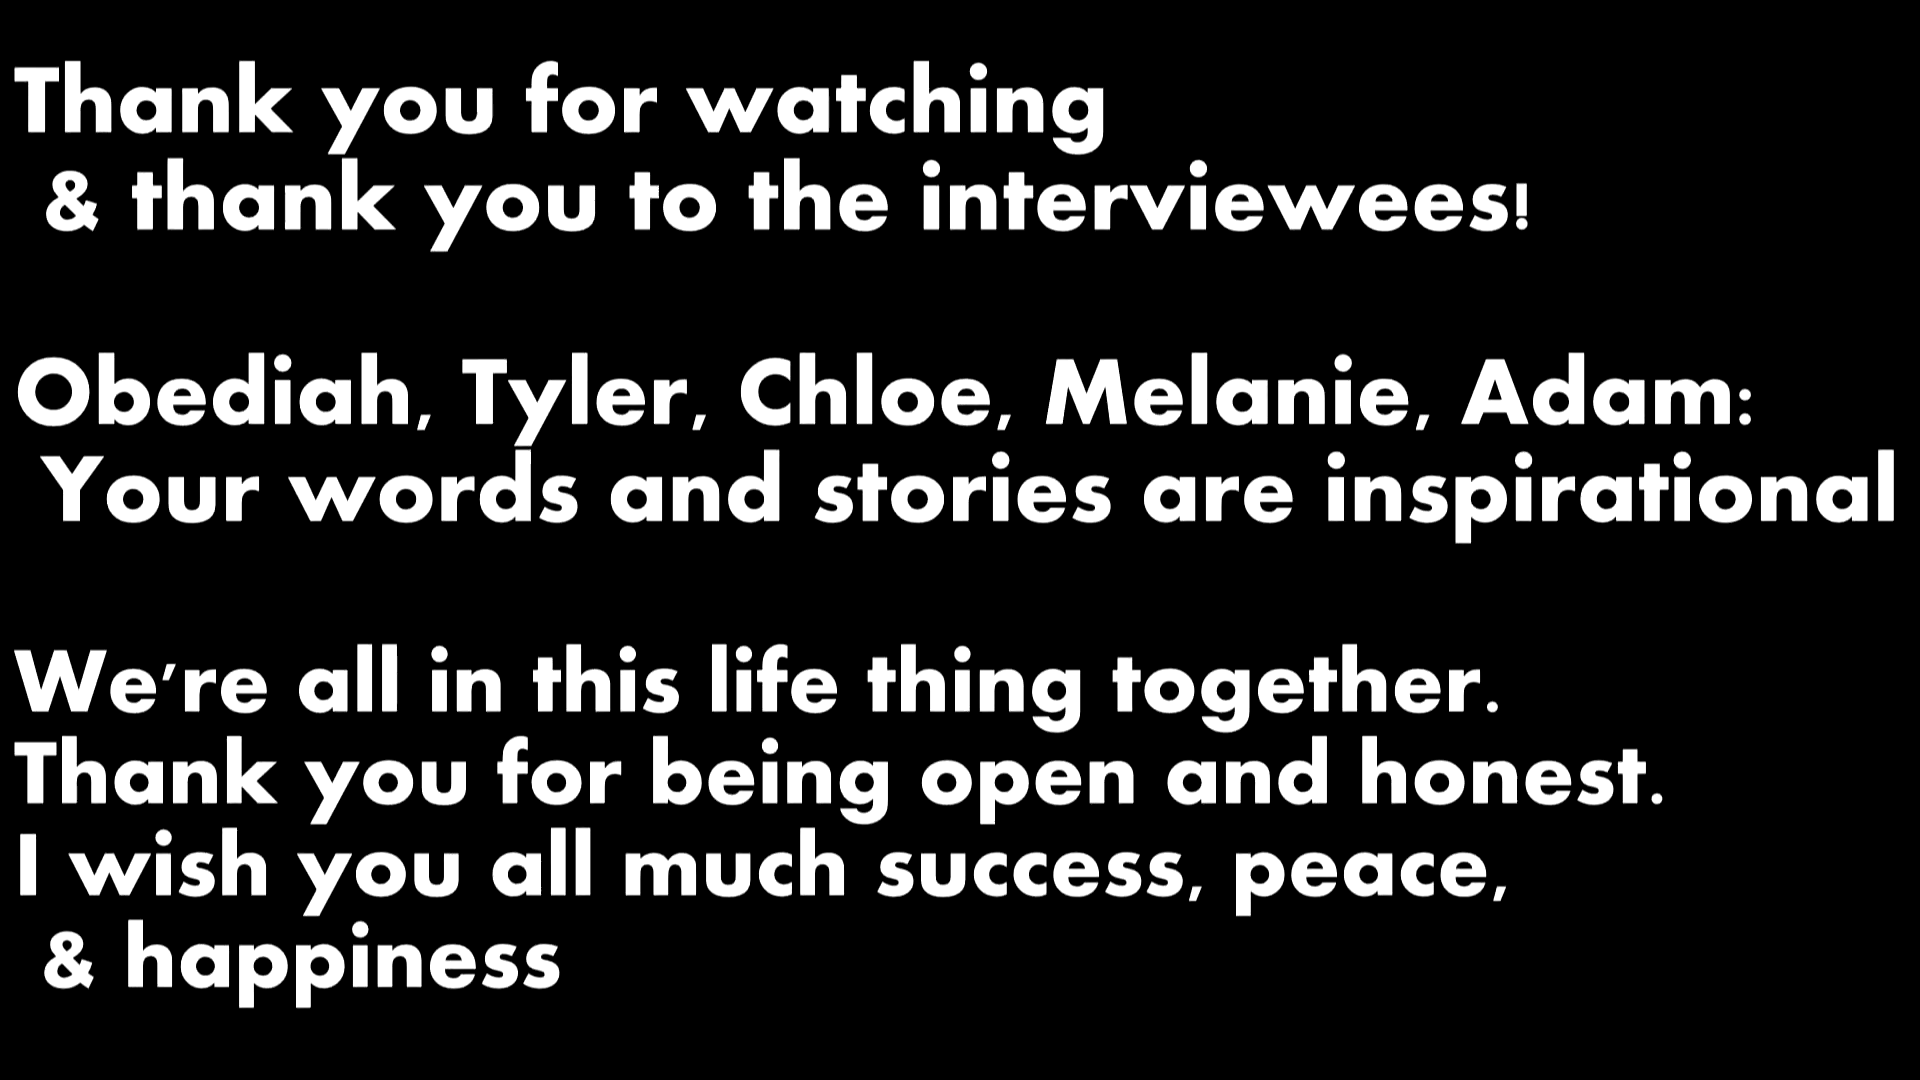 Thank you for watching
& thank you to the interviewees!
Obediah, Tyler, Chloe, Melanie, Adam:
Your words and stories are inspirational
We're all in this life thing together.
Thank you for being open and honest.
I wish you all much success, peace,
& happiness